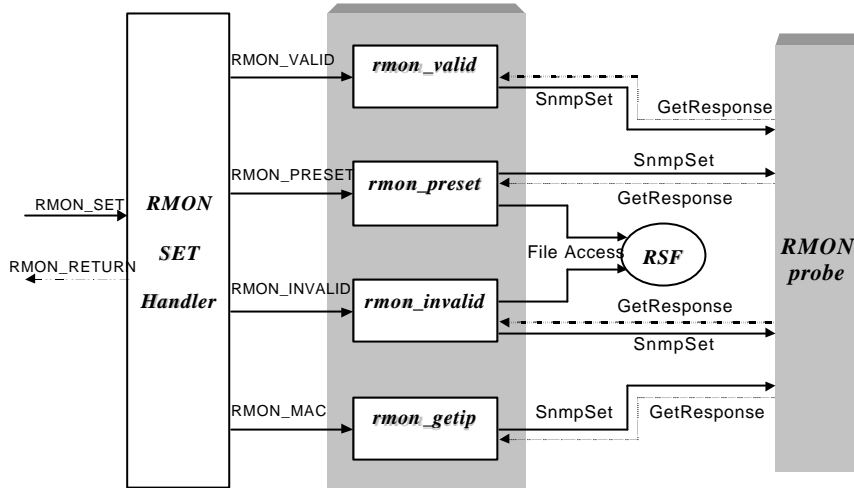 RMON_VALID
rmon_valid
SnmpSet
GetResponse
RMON_PRESET
rmon_preset
SnmpSet
GetResponse
RMON_SET
RMON
SET
Handler
RMON_RETURN
File Access
RSF
RMON
probe
RMON_INVALID
rmon_invalid
GetResponse
SnmpSet
RMON_MAC
rmon_getip
SnmpSet
GetResponse